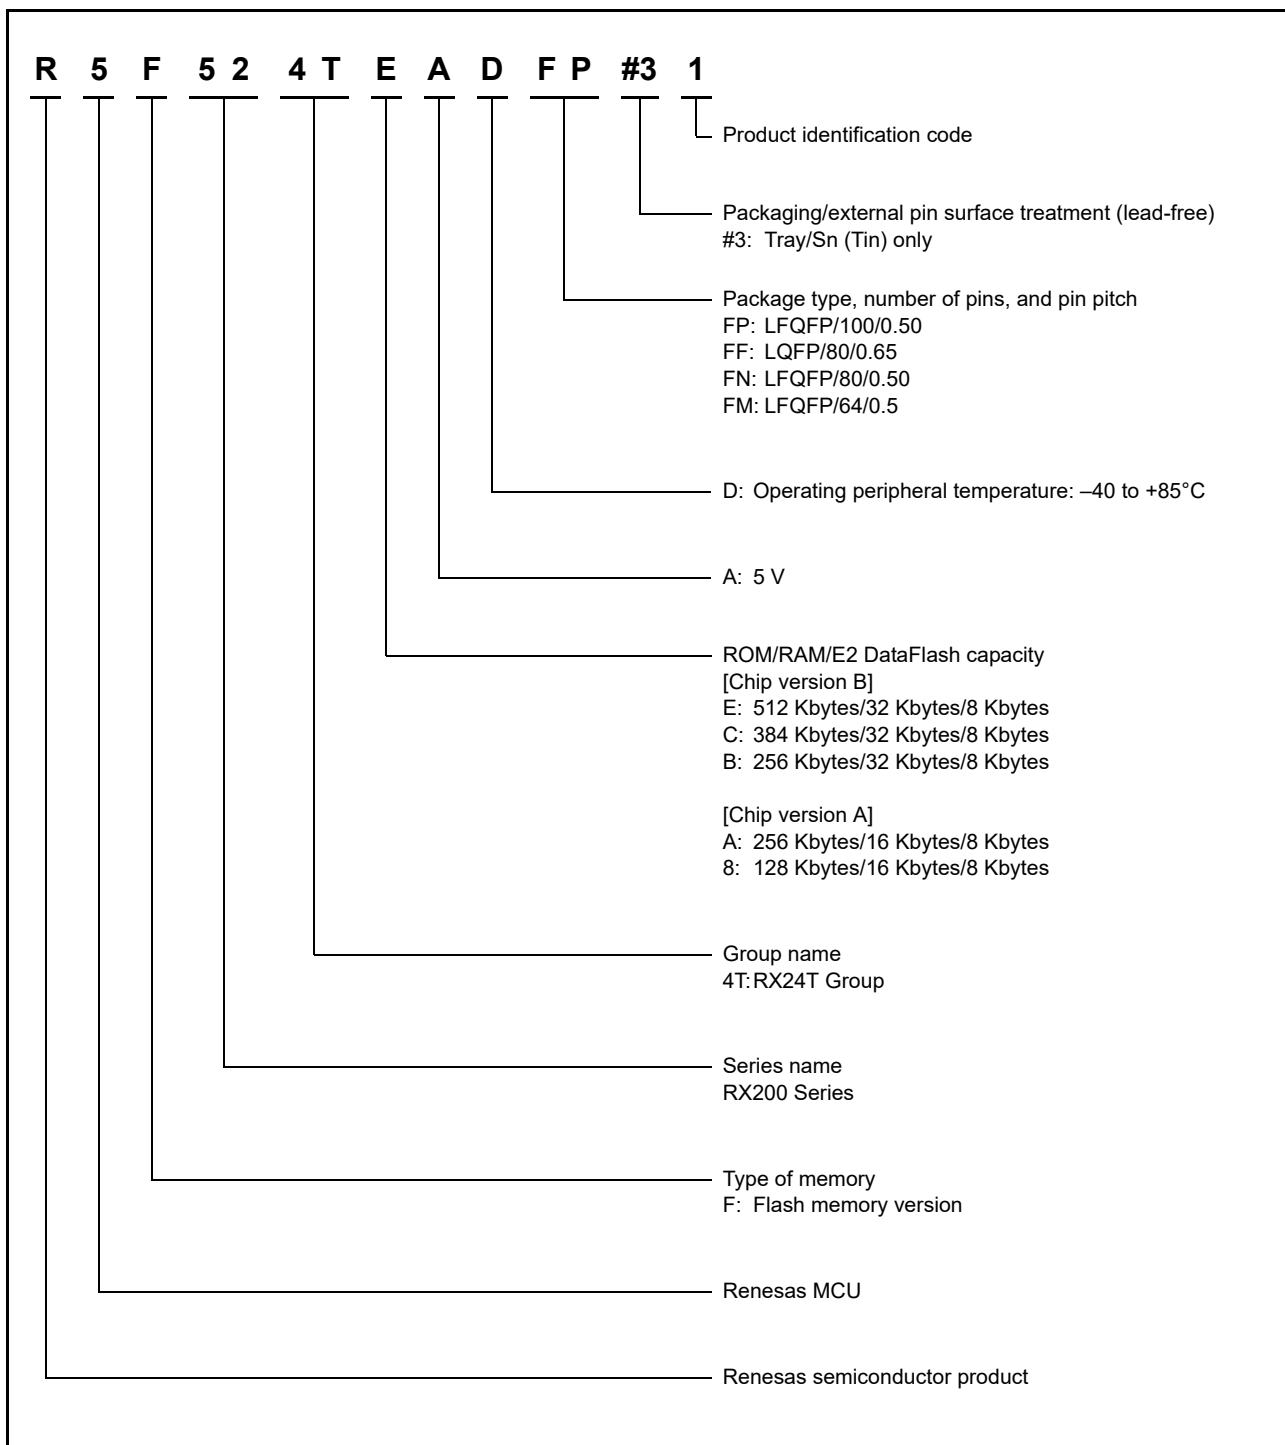 R 5 F 5 2 4 T E A D F P #3 1
Product identification code
Packaging/external pin surface treatment (lead-free)
#3: Tray/Sn (Tin) only
Package type, number of pins, and pin pitch
FP: LFQFP/100/0.50
FF: LQFP/80/0.65
FN: LFQFP/80/0.50
FM: LFQFP/64/0.5
D: Operating peripheral temperature: –40 to +85°C
A: 5 V
ROM/RAM/E2 DataFlash capacity
[Chip version B]
E: 512 Kbytes/32 Kbytes/8 Kbytes
C: 384 Kbytes/32 Kbytes/8 Kbytes
B: 256 Kbytes/32 Kbytes/8 Kbytes
[Chip version A]
A: 256 Kbytes/16 Kbytes/8 Kbytes
8: 128 Kbytes/16 Kbytes/8 Kbytes
Group name
4T: RX24T Group
Series name
RX200 Series
Type of memory
F: Flash memory version
Renesas MCU
Renesas semiconductor product